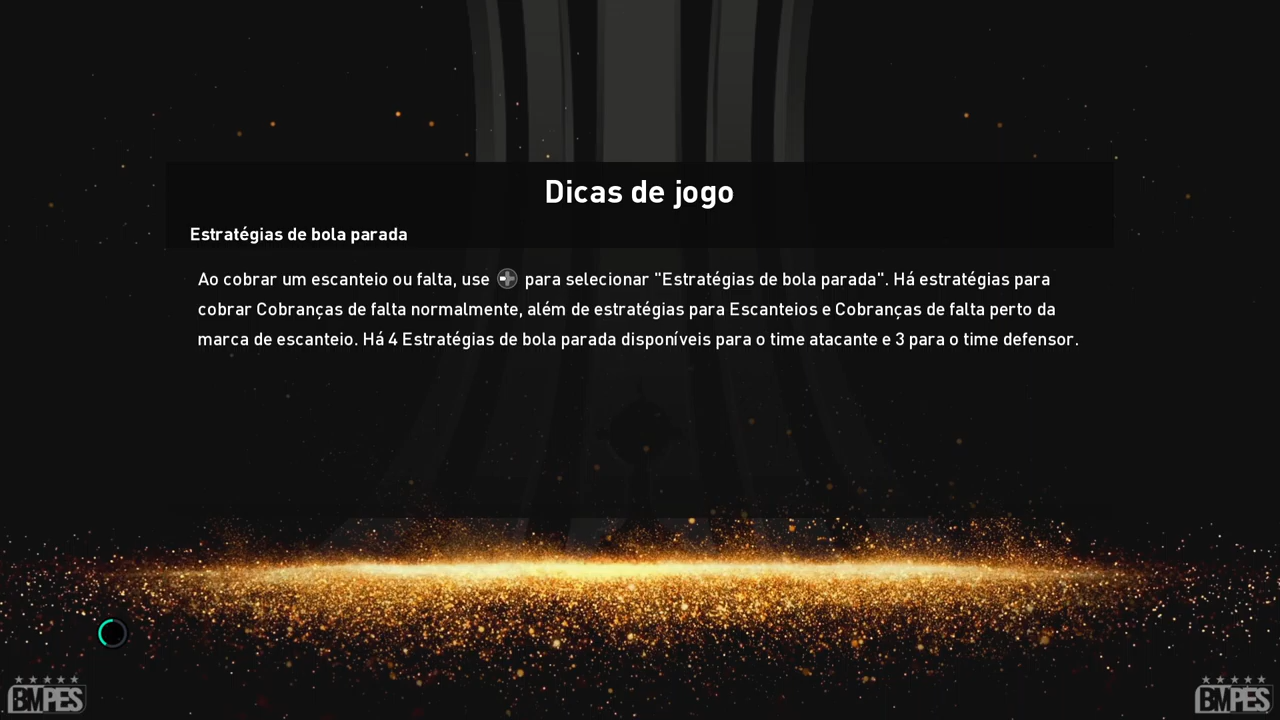 Dicas de jogo
Estratégias de bola parada
Ao cobrar um escanteio ou falta, use para selecionar "Estratégias de bola parada". Há estratégias para
cobrar Cobranças de falta normalmente, além de estratégias para Escanteios e Cobranças de falta perto da
marca de escanteio. Há 4 Estratégias de bola parada disponíveis para o time atacante e 3 para o time defensor.
BMPES BMPES